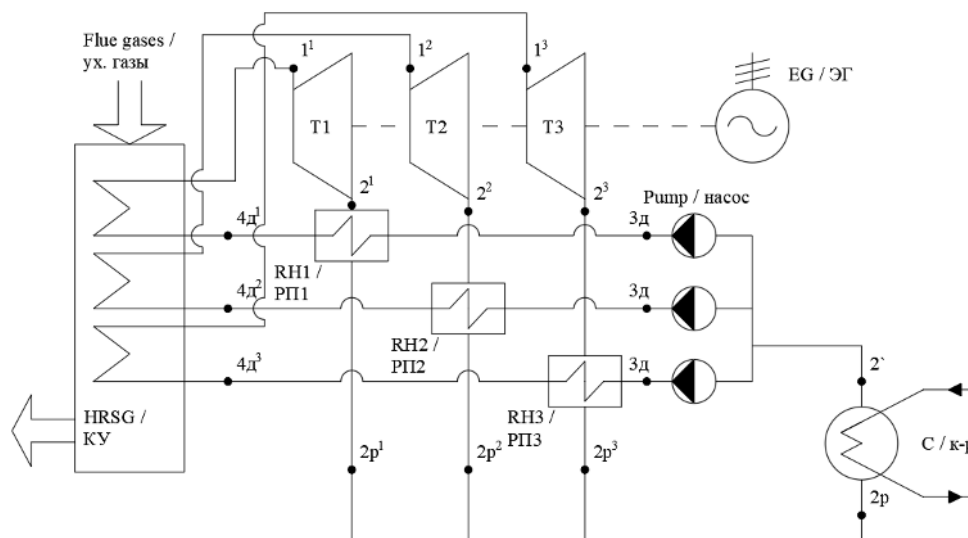 Flue gases /
ух. газы
1¹
1²
1³
EG / ЭГ
T1
T2
T3
2¹
2²
2³
Pump / насос
4д¹
3д
RH1 /
РП1
4д²
3д
RH2 /
РП2
4д³
3д
2`
RH3 /
РП3
HRSG /
КУ
C / к-р
2р¹
2р²
2р³
2р